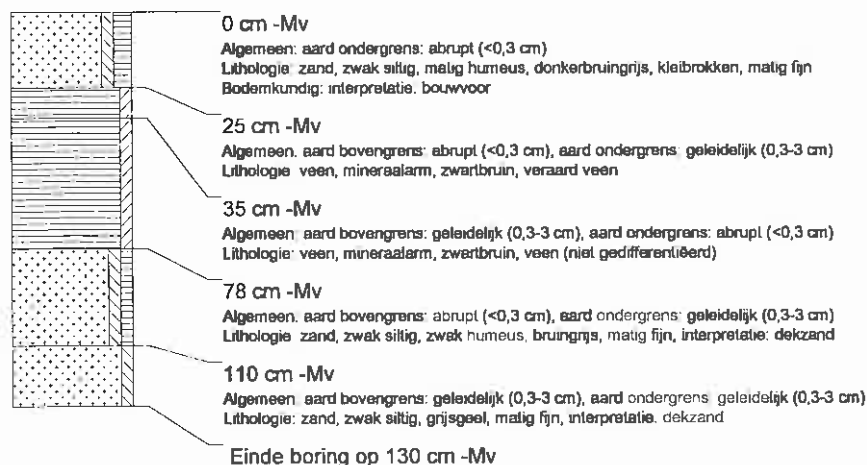 0 cm -Mv
Algemeen: aard ondergrens: abrupt (<0,3 cm)
Lithologie: zand, zwak siltig, matig humeus, donkerbruingrijs, kleibrokken, matig fijn
Bodemkundig: interpretatie: bouwvoor
25 cm -Mv
Algemeen: aard bovengrens: abrupt (<0,3 cm), aard ondergrens: geleidelijk (0,3-3 cm)
Lithologie: veen, mineraalarm, zwartbruin, veraard veen
35 cm -Mv
Algemeen: aard bovengrens: geleidelijk (0,3-3 cm), aard ondergrens: abrupt (<0,3 cm)
Lithologie: veen, mineraalarm, zwartbruin, veen (niet gedifferentiëerd)
78 cm -Mv
Algemeen: aard bovengrens: abrupt (<0,3 cm), aard ondergrens: geleidelijk (0,3-3 cm)
Lithologie: zand, zwak siltig, zwak humeus, bruingrijs, matig fijn, interpretatie: dekzand
110 cm -Mv
Algemeen: aard bovengrens: geleidelijk (0,3-3 cm), aard ondergrens: geleidelijk (0,3-3 cm)
Lithologie: zand, zwak siltig, grijsgeel, matig fijn, interpretatie: dekzand
Einde boring op 130 cm -Mv